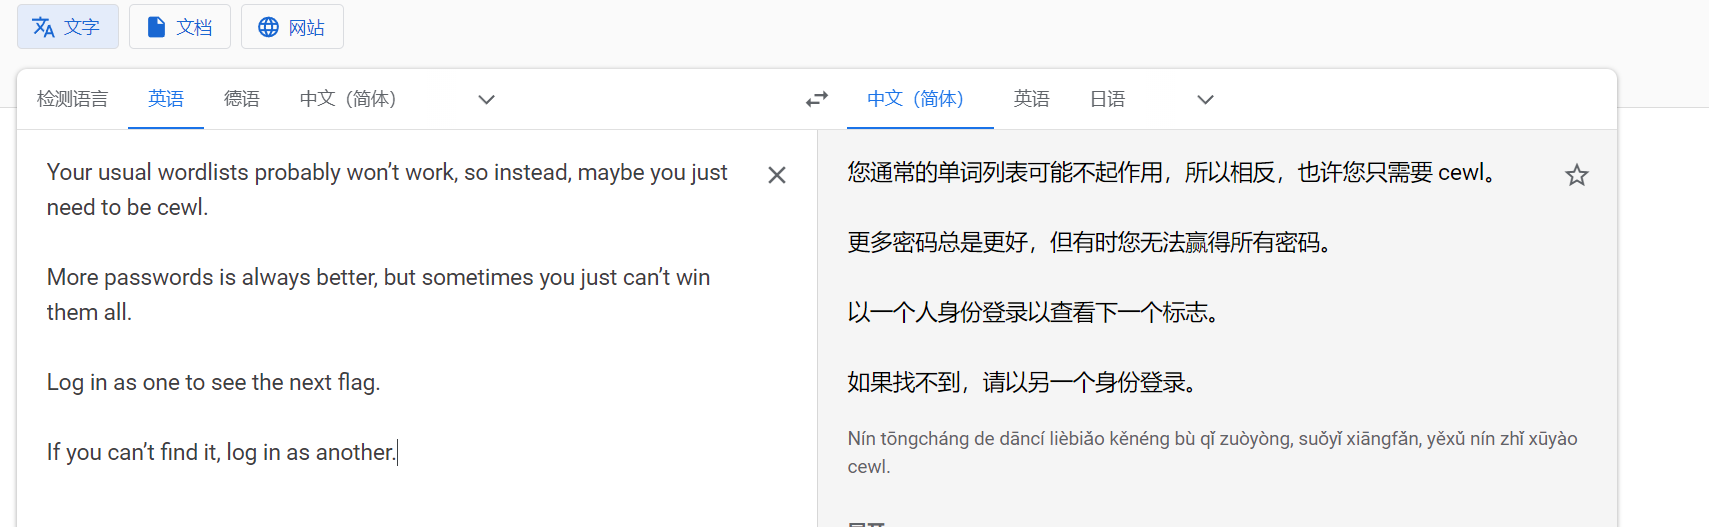 文字 文档 网站
检测语言 英语 德语 中文（简体） 中文（简体） 英语 日语
Your usual wordlists probably won’t work, so instead, maybe you just
need to be cewl.
More passwords is always better, but sometimes you just can’t win
them all.
Log in as one to see the next flag.
If you can’t find it, log in as another.
您通常的单词列表可能不起作用，所以相反，也许您只需要 cewl。
更多密码总是更好，但有时您无法赢得所有密码。
以一个人身份登录以查看下一个标志。
如果找不到，请以另一个身份登录。
Nín tōngcháng de dāncí lièbiǎo kěnéng bù qǐ zuòyòng, suǒyǐ xiāngfǎn, yěxǔ nín zhǐ xūyào
cewl.